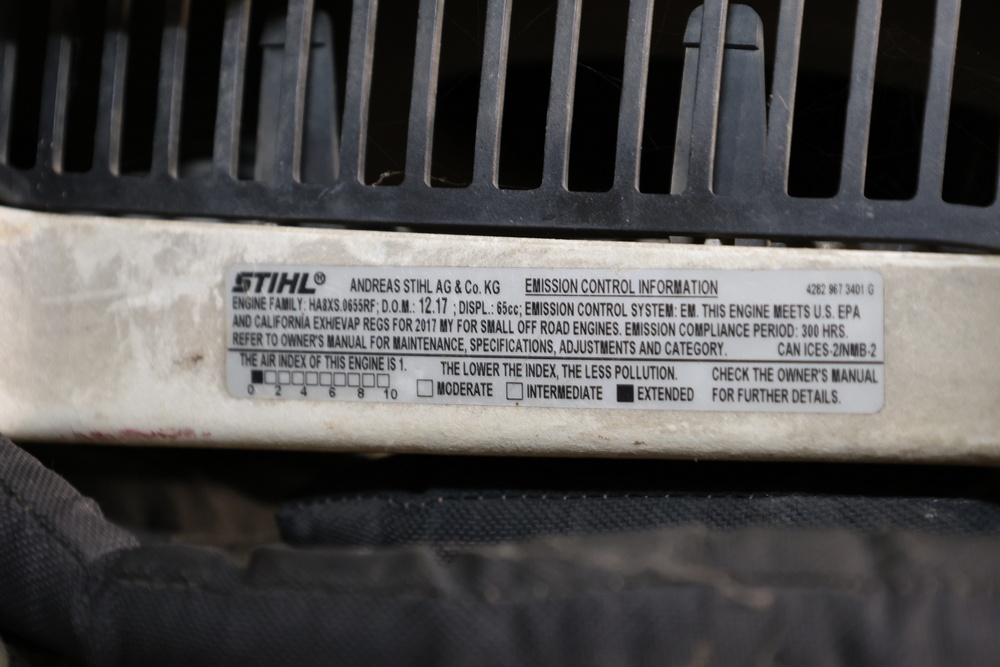 STIHL® ANDREAS STIHL AG & Co. KG EMISSION CONTROL INFORMATION 4282 967 3401 G
ENGINE FAMILY: HA8XS.0655RF; D.O.M.: 12.17 ; DISPL.: 65cc; EMISSION CONTROL SYSTEM: EM. THIS ENGINE MEETS U.S. EPA
AND CALIFORNIA EXH/EVAP REGS FOR 2017 MY FOR SMALL OFF ROAD ENGINES. EMISSION COMPLIANCE PERIOD: 300 HRS.
REFER TO OWNER'S MANUAL FOR MAINTENANCE, SPECIFICATIONS, ADJUSTMENTS AND CATEGORY. CAN ICES-2/NMB-2
THE AIR INDEX OF THIS ENGINE IS 1. THE LOWER THE INDEX, THE LESS POLLUTION. CHECK THE OWNER'S MANUAL
0 2 4 6 8 10 MODERATE INTERMEDIATE EXTENDED FOR FURTHER DETAILS.